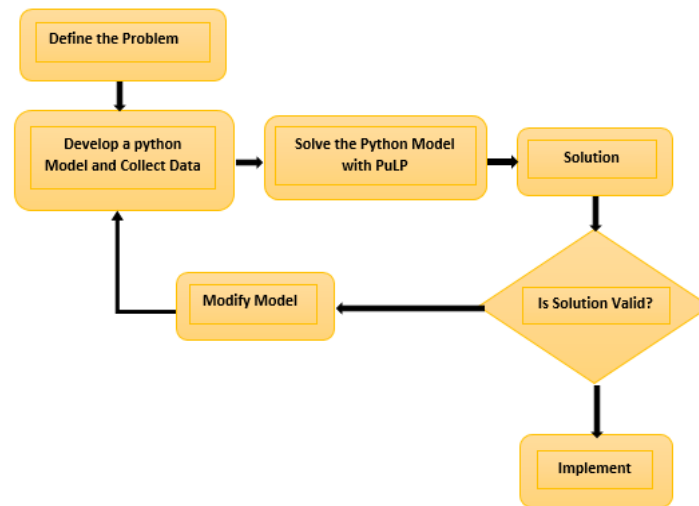 Define the Problem
Develop a python
Model and Collect Data
Solve the Python Model
with PuLP
Solution
Is Solution Valid?
Modify Model
Implement